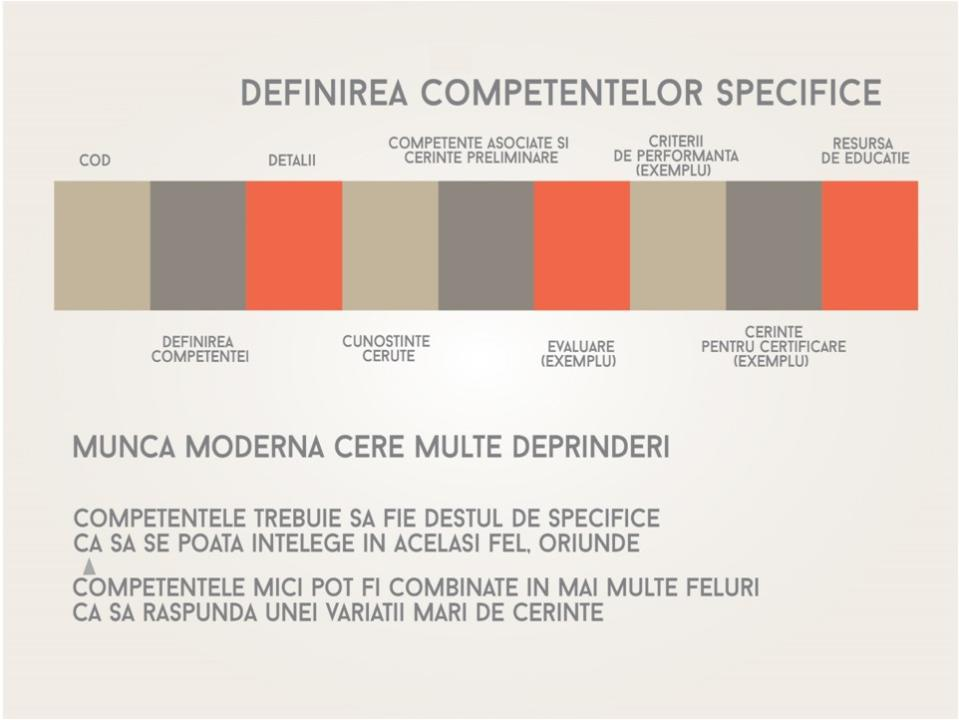 DEFINIREA COMPETENTELOR SPECIFICE
COD
DETALII
COMPETENTE ASOCIATE SI
CERINTE PRELIMINARE
CRITERII
DE PERFORMANTA
(EXEMPLU)
RESURSA
DE EDUCATIE
DEFINIREA
COMPETENTEI
CUNOSTINTE
CERUTE
EVALUARE
(EXEMPLU)
CERINTE
PENTRU CERTIFICARE
(EXEMPLU)
MUNCA MODERNA CERE MULTE DEPRINDERI
COMPETENTELE TREBUIE SA FIE DESTUL DE SPECIFICE
CA SA SE POATA INTELEGE IN ACELASI FEL, ORIUNDE
COMPETENTELE MICI POT FI COMBINATE IN MAI MULTE FELURI
CA SA RASPUNDA UNEI VARIATII MARI DE CERINTE